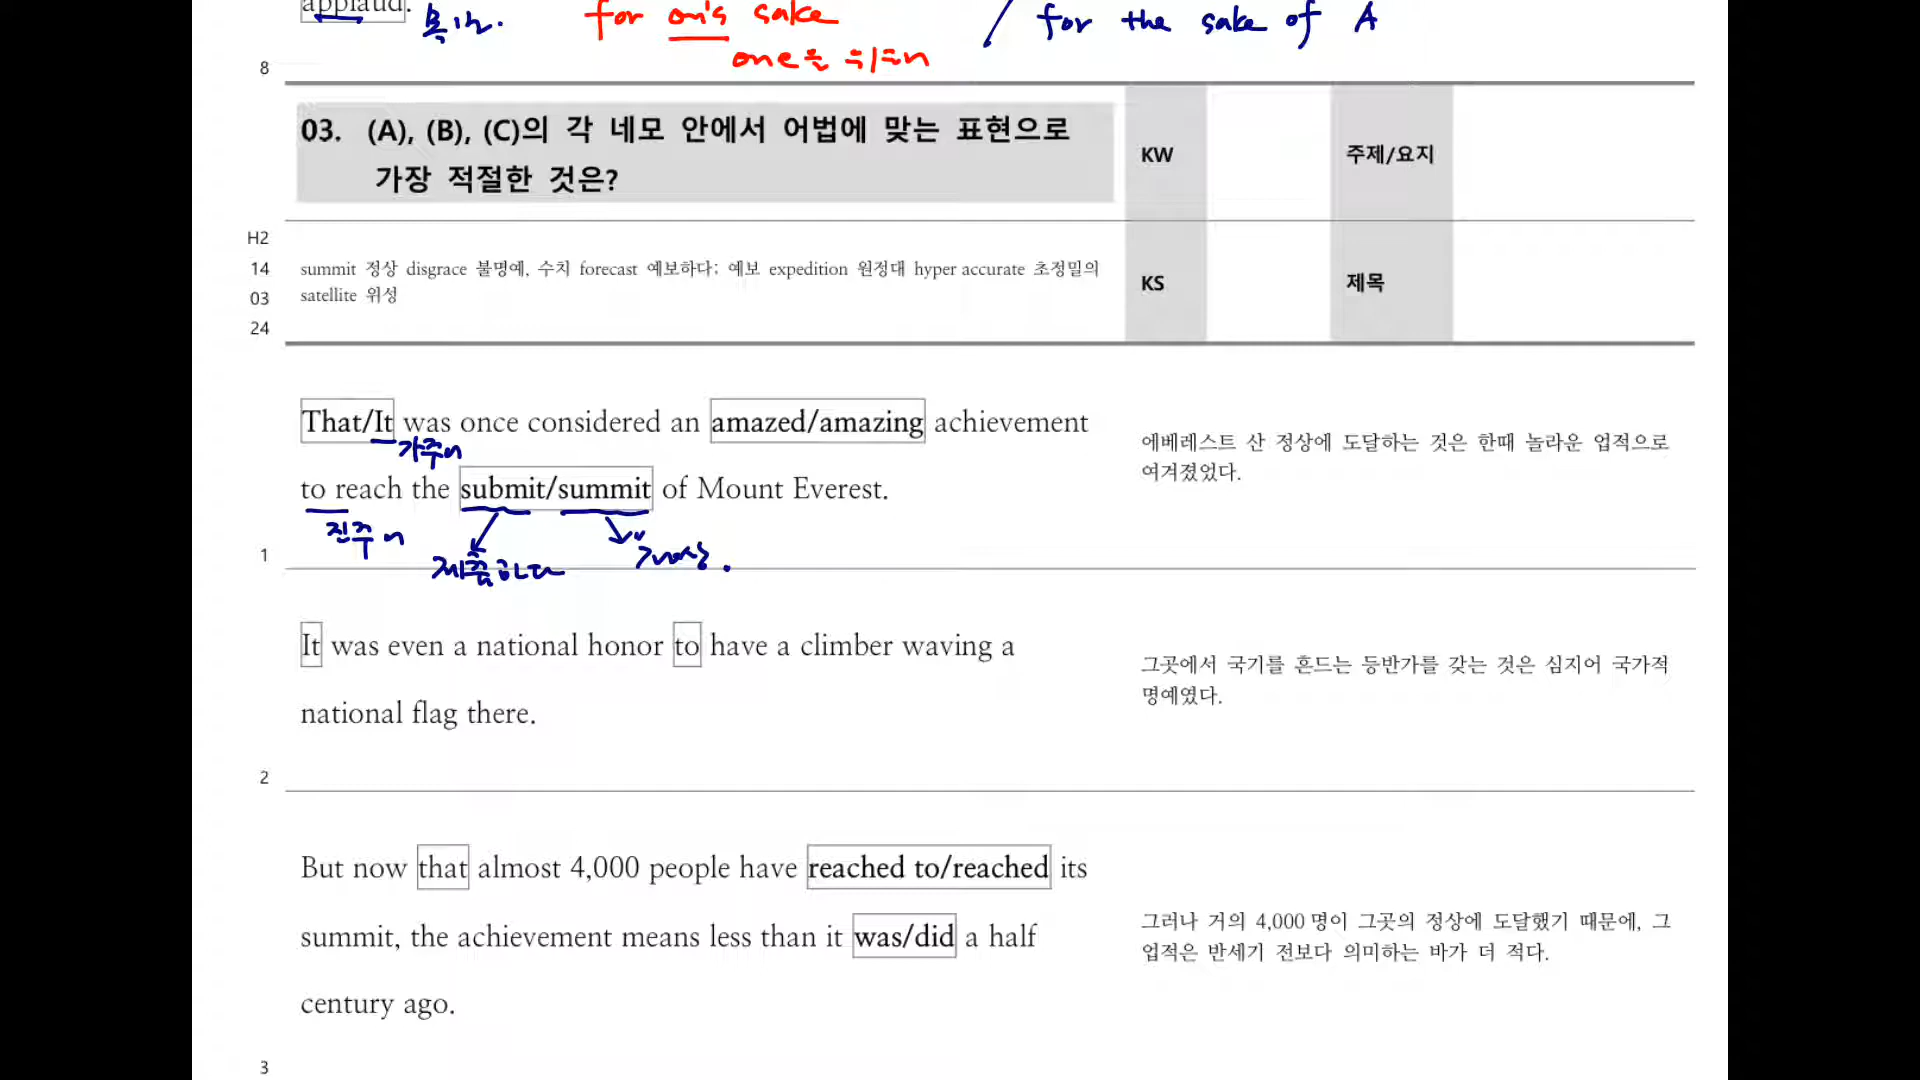 applaud.
for on's sake / for the sake of A
one을 위한
8
03. (A), (B), (C)의 각 네모 안에서 어법에 맞는 표현으로
가장 적절한 것은?
KW
주제/요지
H2
14
03
24
summit 정상 disgrace 불명예, 수치 forecast 예보하다; 예보 expedition 원정대 hyper accurate 초정밀의
satellite 위성
KS
제목
That/It was once considered an amazed/amazing achievement
가주어
to reach the submit/summit of Mount Everest.
진주어
제출하다
정상.
에베레스트 산 정상에 도달하는 것은 한때 놀라운 업적으로
여겨졌었다.
1
It was even a national honor to have a climber waving a
national flag there.
그곳에서 국기를 흔드는 등반가를 갖는 것은 심지어 국가적
명예였다.
2
But now that almost 4,000 people have reached to/reached its
summit, the achievement means less than it was/did a half
century ago.
그러나 거의 4,000명이 그곳의 정상에 도달했기 때문에, 그
업적은 반세기 전보다 의미하는 바가 더 적다.
3